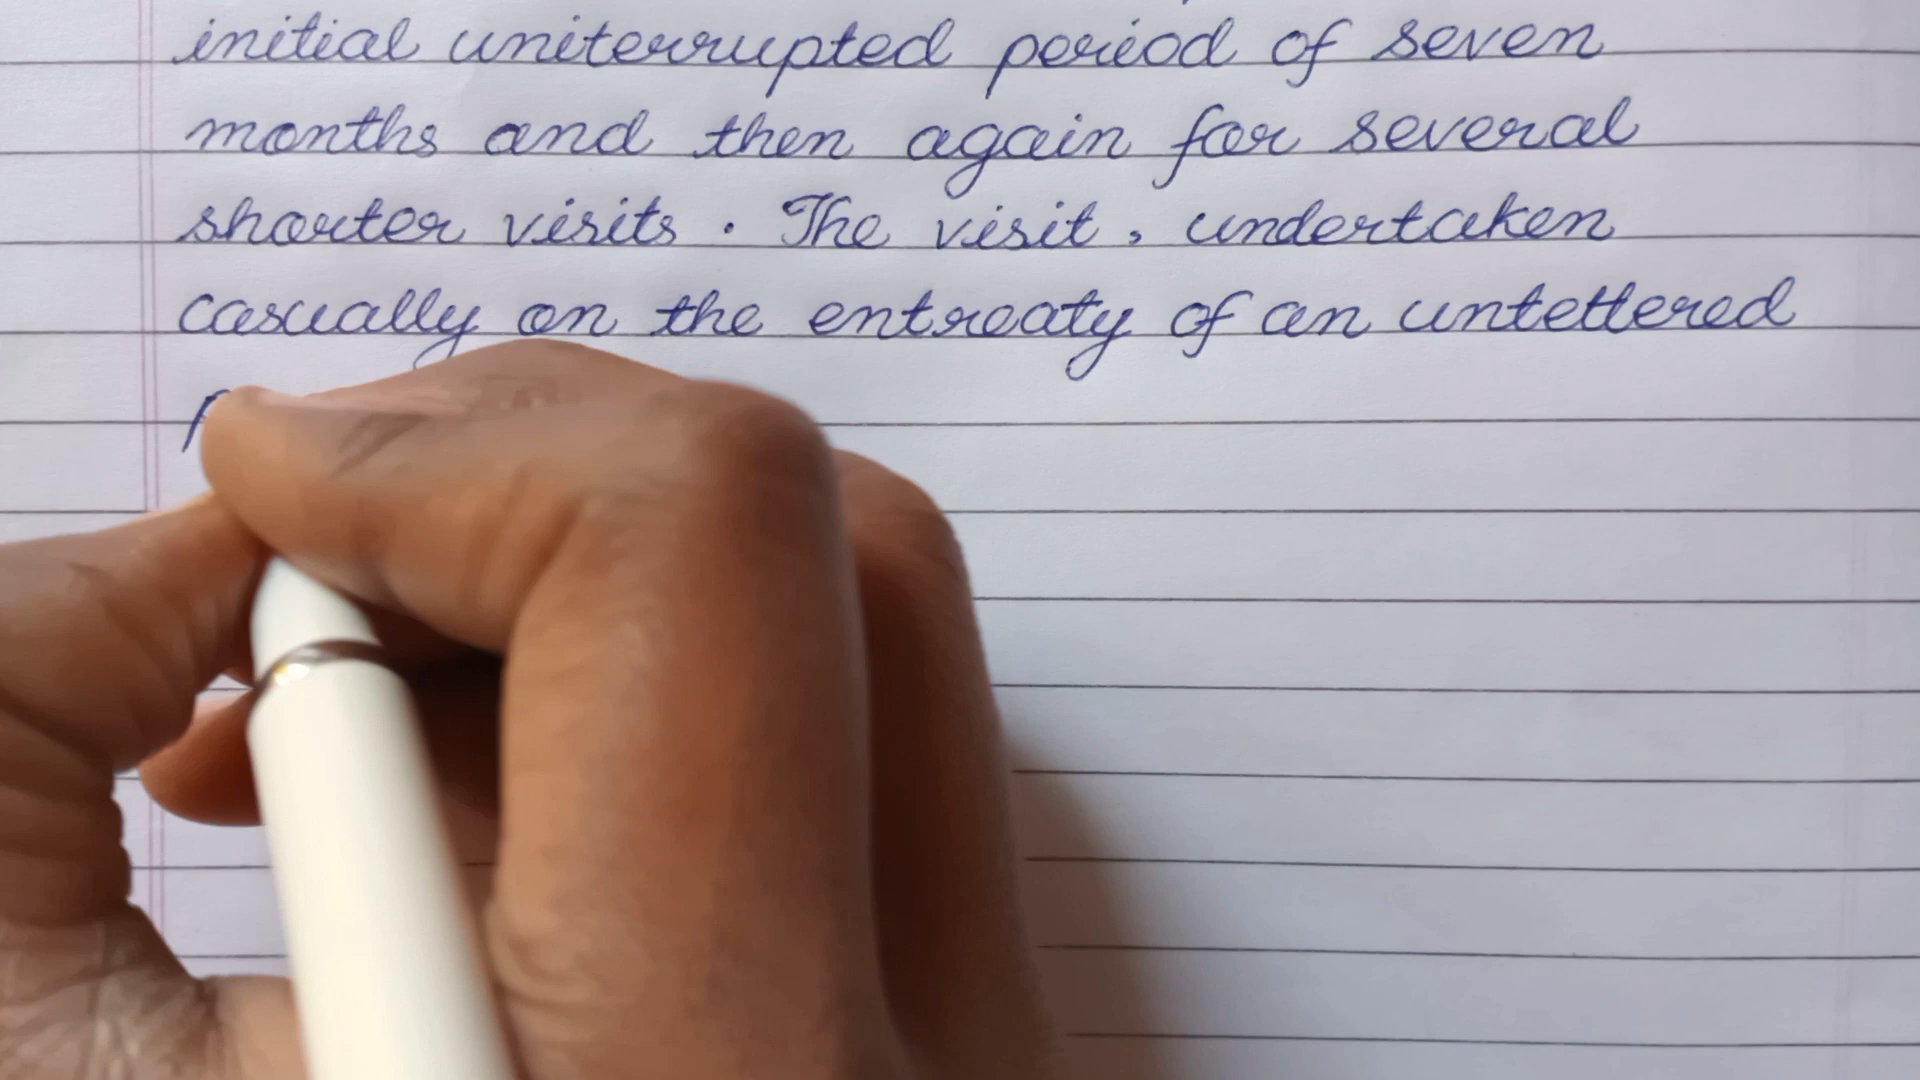 initial uniterrupted period of seven
months and then again for several
shorter visits . The visit , undertaken
casually on the entreaty of an untettered